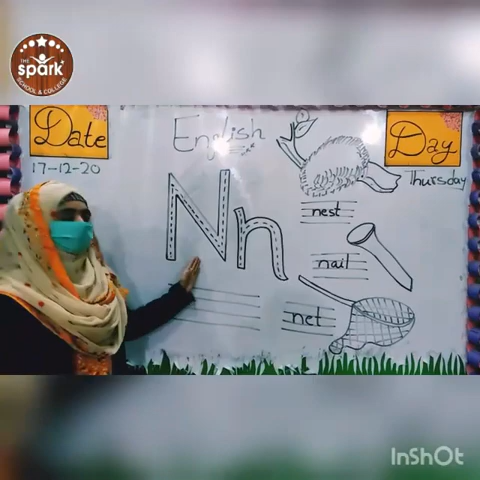 THE
spark
SCHOOL & COLLEGE
Date
17-12-20
English
Day
Thursday
Nn
nest
nail
net
INSHOT